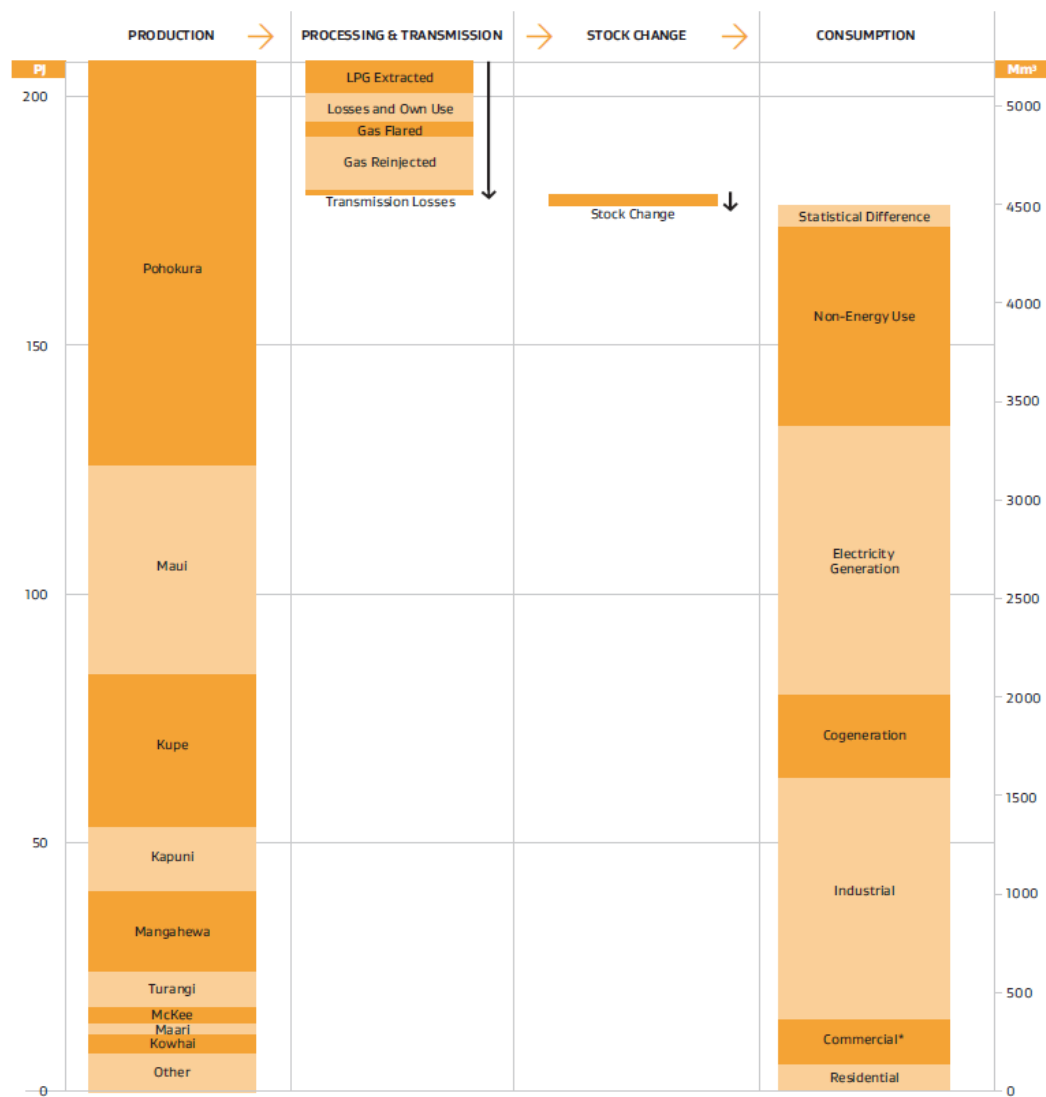 PRODUCTION
PROCESSING & TRANSMISSION
STOCK CHANGE
CONSUMPTION
PJ
200
150
100
50
0
Pohokura
Maui
Kupe
Kapuni
Mangahewa
Turangi
McKee
Maari
Kowhai
Other
LPG Extracted
Losses and Own Use
Gas Flared
Gas Reinjected
Transmission Losses
Stock Change
Statistical Difference
Non-Energy Use
Electricity
Generation
Cogeneration
Industrial
Commercial*
Residential
Mm³
5000
4500
4000
3500
3000
2500
2000
1500
1000
500
0